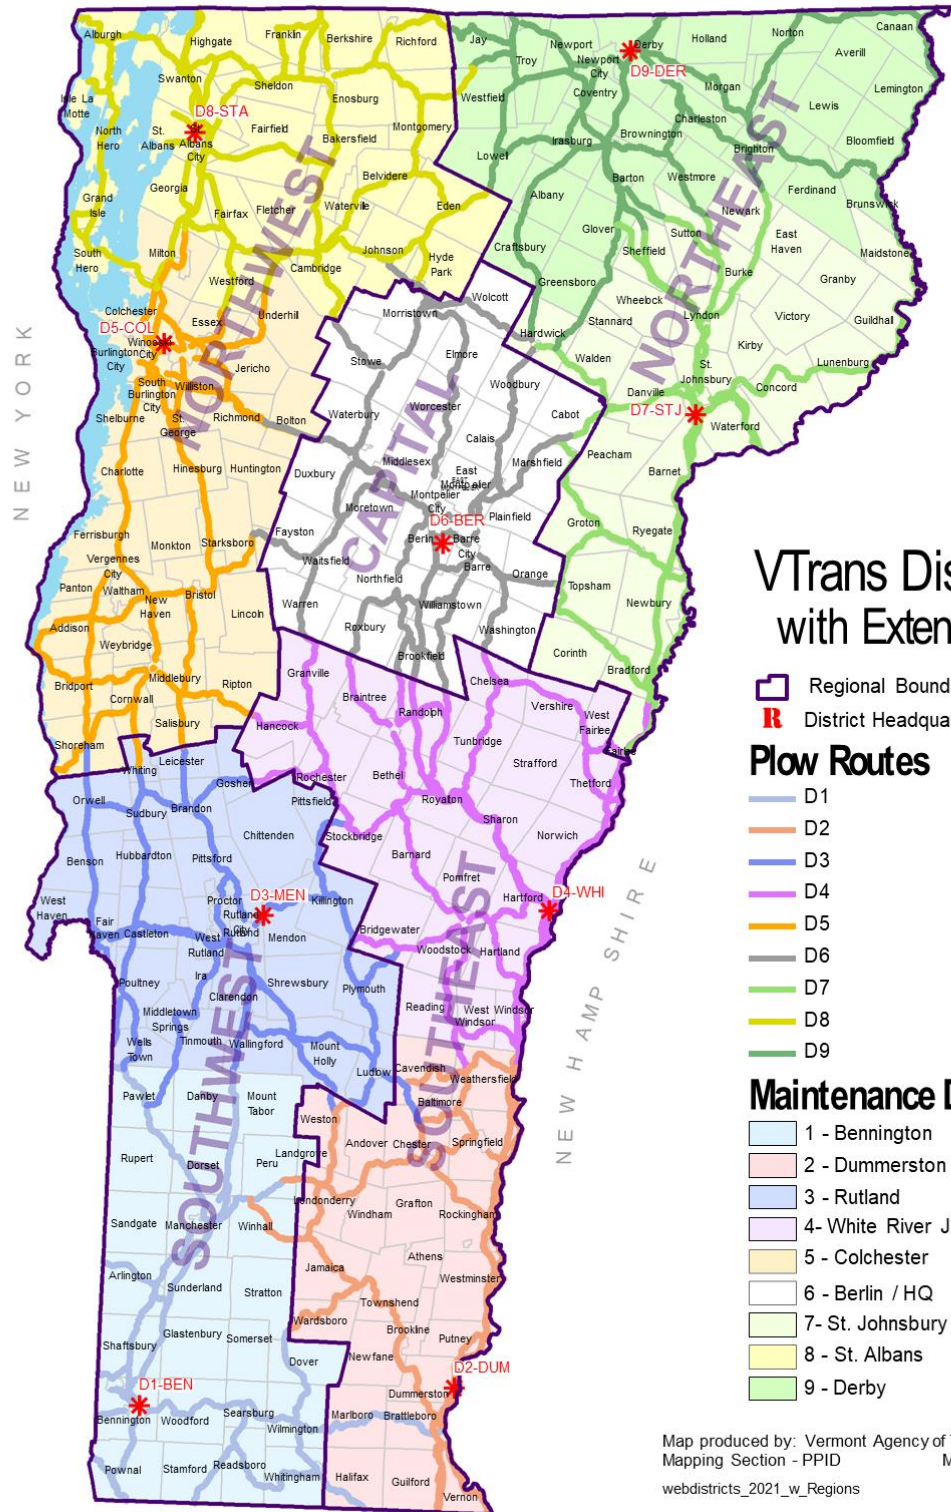 Alburgh
Highgate
Franklin
Berkshire
Richford
Jay
Newport
Derby
Holland
Norton
Canaan
Troy
Newport
City
D9-DER
Averill
Swanton
Sheldon
Enosburg
Westfield
Coventry
Morgan
Lewis
Lemington
Isle La
Motte
D8-STA
North
Hero
St.
Albans
Albans
City
Fairfield
Bakersfield
Montgomery
Lowell
Irasburg
Brownington
Charleston
Brighton
Bloomfield
Belvidere
Barton
Westmore
Ferdinand
Grand
Isle
Georgia
Fairfax
Fletcher
Waterville
Eden
Albany
Newark
Brunswick
South
Hero
Milton
Westford
Cambridge
Johnson
Hyde
Park
Craftsbury
Glover
Sheffield
Sutton
East
Haven
Maidstone
NORTHWEST
NORTHEAST
Greensboro
Burke
Granby
Colchester
Essex
Underhill
Morristown
Wolcott
Wheelock
Lyndon
Victory
Guildhall
D5-COL
Winooski
City
Burlington
City
Jericho
Stowe
Elmore
Hardwick
Stannard
Walden
Kirby
Lunenburg
South
Burlington
City
Williston
Woodbury
St.
Johnsbury
Danville
Concord
Shelburne
St.
George
Richmond
Bolton
Waterbury
Worcester
Cabot
D7-STJ
Waterford
NEW YORK
Charlotte
Hinesburg
Huntington
Duxbury
Middlesex
Calais
East
Montpelier
Marshfield
Peacham
Barnet
CAPITAL
Moretown
Montpelier
City
Plainfield
Ferrisburgh
Monkton
Starksboro
Fayston
D6-BER
Berlin
Barre
City
Groton
Ryegate
Vergennes
City
Waitsfield
Barre
Panton
Waltham
New
Haven
Bristol
Northfield
Orange
Topsham
Newbury
Addison
Lincoln
Warren
Williamstown
Weybridge
Roxbury
Washington
Corinth
Brookfield
Bradford
Bridport
Middlebury
Ripton
Granville
Chelsea
Cornwall
Braintree
Randolph
Vershire
West
Fairlee
Salisbury
Hancock
Tunbridge
Fairlee
Shoreham
Whiting
Leicester
Strafford
Goshen
Rochester
Bethel
Thetford
Orwell
Sudbury
Brandon
Pittsfield
Royalton
Sharon
Chittenden
Stockbridge
Norwich
Benson
Hubbardton
Pittsford
Barnard
Pomfret
West
Haven
Proctor
D3-MEN
Killington
Hartford
D4-WHI
Rutland
City
Fair
Haven
Castleton
West
Rutland
Rutland
Mendon
Bridgewater
Woodstock
Hartland
Ira
Poultney
Clarendon
Shrewsbury
Plymouth
NEW HAMPSHIRE
Middletown
Springs
Reading
West
Windsor
Windsor
Wells
Town
Tinmouth
Wallingford
Mount
Holly
Ludlow
Cavendish
Weathersfield
Pawlet
Danby
Mount
Tabor
Baltimore
SOUTHWEST
SOUTHEAST
Weston
Andover
Chester
Springfield
Rupert
Dorset
Peru
Landgrove
Londonderry
Windham
Grafton
Rockingham
Sandgate
Manchester
Winhall
Athens
Arlington
Sunderland
Stratton
Jamaica
Westminster
Townshend
Wardsboro
Brookline
Shaftsbury
Glastenbury
Somerset
Newfane
Putney
Dover
D2-DUM
D1-BEN
Dummerston
Bennington
Woodford
Searsburg
Marlboro
Brattleboro
Wilmington
Pownal
Stamford
Readsboro
Whitingham
Halifax
Guilford
Vernon
VTrans Dis
with Exten
Regional Bound
R District Headqua
Plow Routes
D1
D2
D3
D4
D5
D6
D7
D8
D9
Maintenance D
1 - Bennington
2 - Dummerston
3 - Rutland
4- White River J
5 - Colchester
6 - Berlin / HQ
7- St. Johnsbury
8 - St. Albans
9 - Derby
Map produced by: Vermont Agency of T
Mapping Section - PPID M
webdistricts_2021_w_Regions